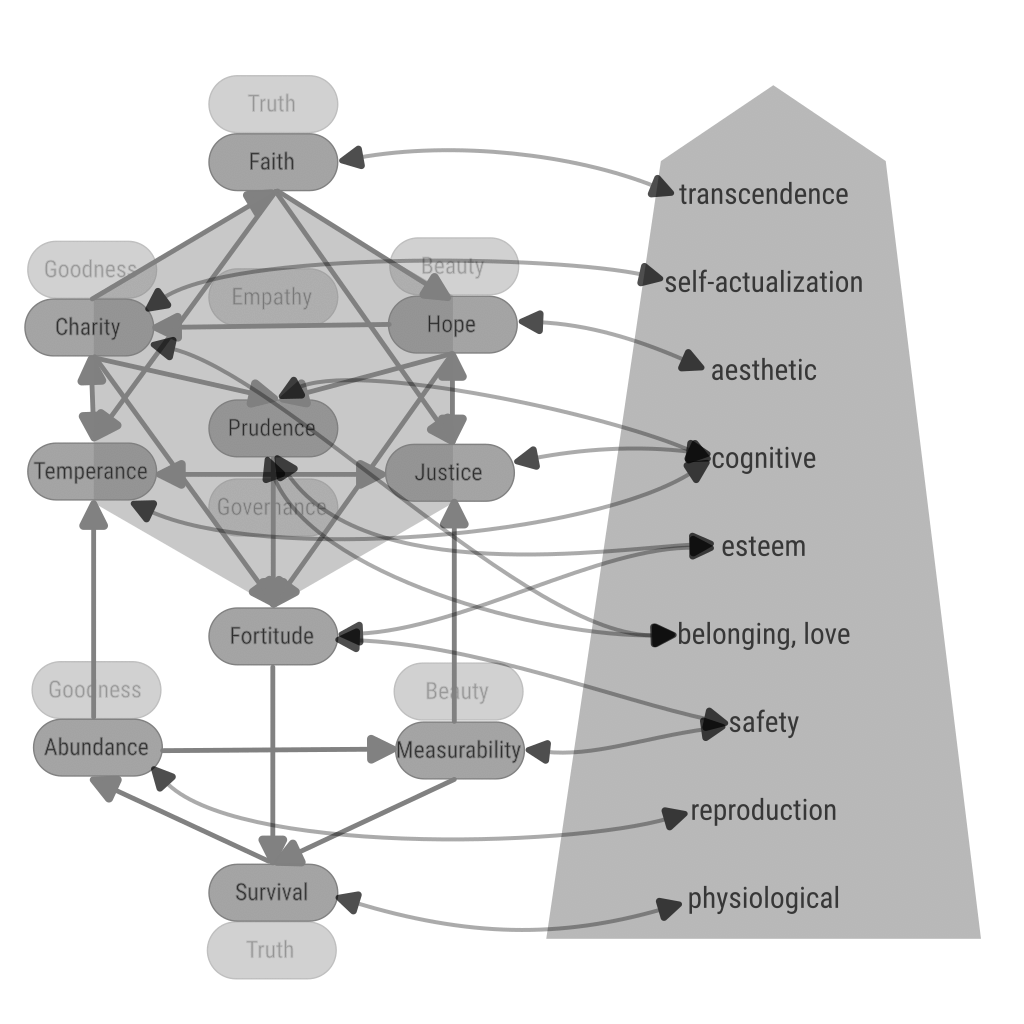 Truth
Faith
Goodness
Empathy
Beauty
Charity
Hope
Prudence
Temperance
Justice
Governance
Fortitude
Goodness
Beauty
Abundance
Measurability
Survival
Truth
transcendence
self-actualization
aesthetic
cognitive
esteem
belonging, love
safety
reproduction
physiological